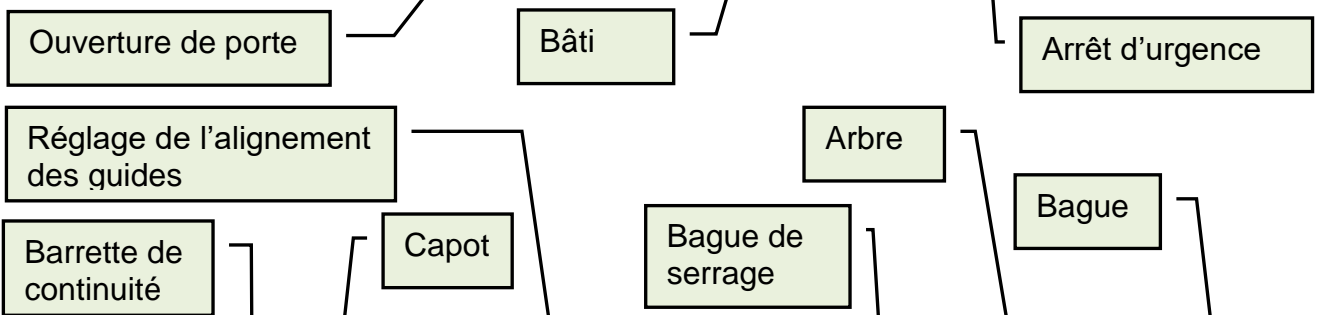 Ouverture de porte
Bâti
Arrêt d’urgence
Réglage de l’alignement
des guides
Arbre
Bague
Barrette de
continuité
Capot
Bague de
serrage